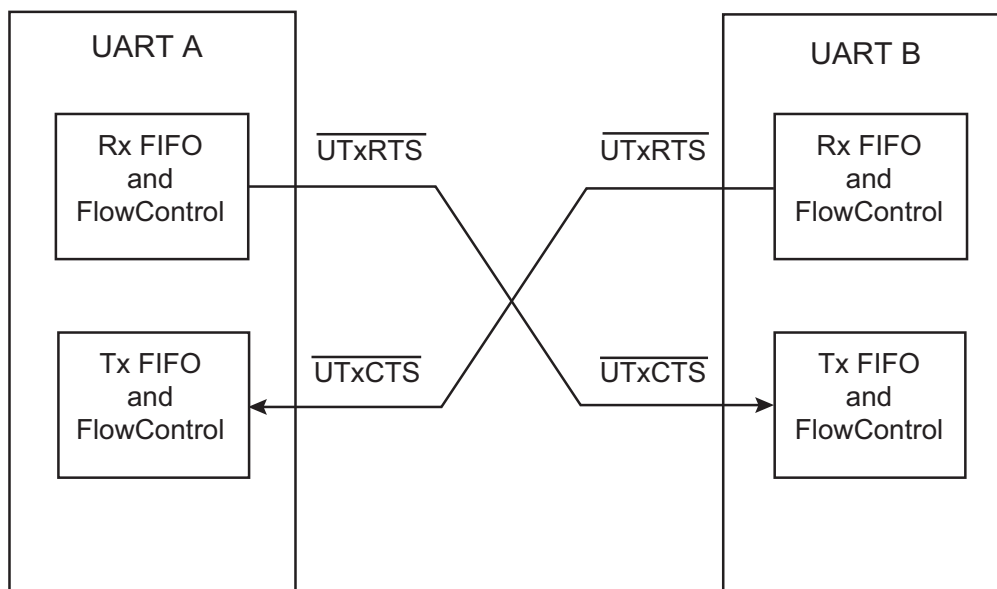 UART A
Rx FIFO
and
FlowControl
UTxRTS
Tx FIFO
and
FlowControl
UTxCTS
UART B
UTxRTS
Rx FIFO
and
FlowControl
UTxCTS
Tx FIFO
and
FlowControl